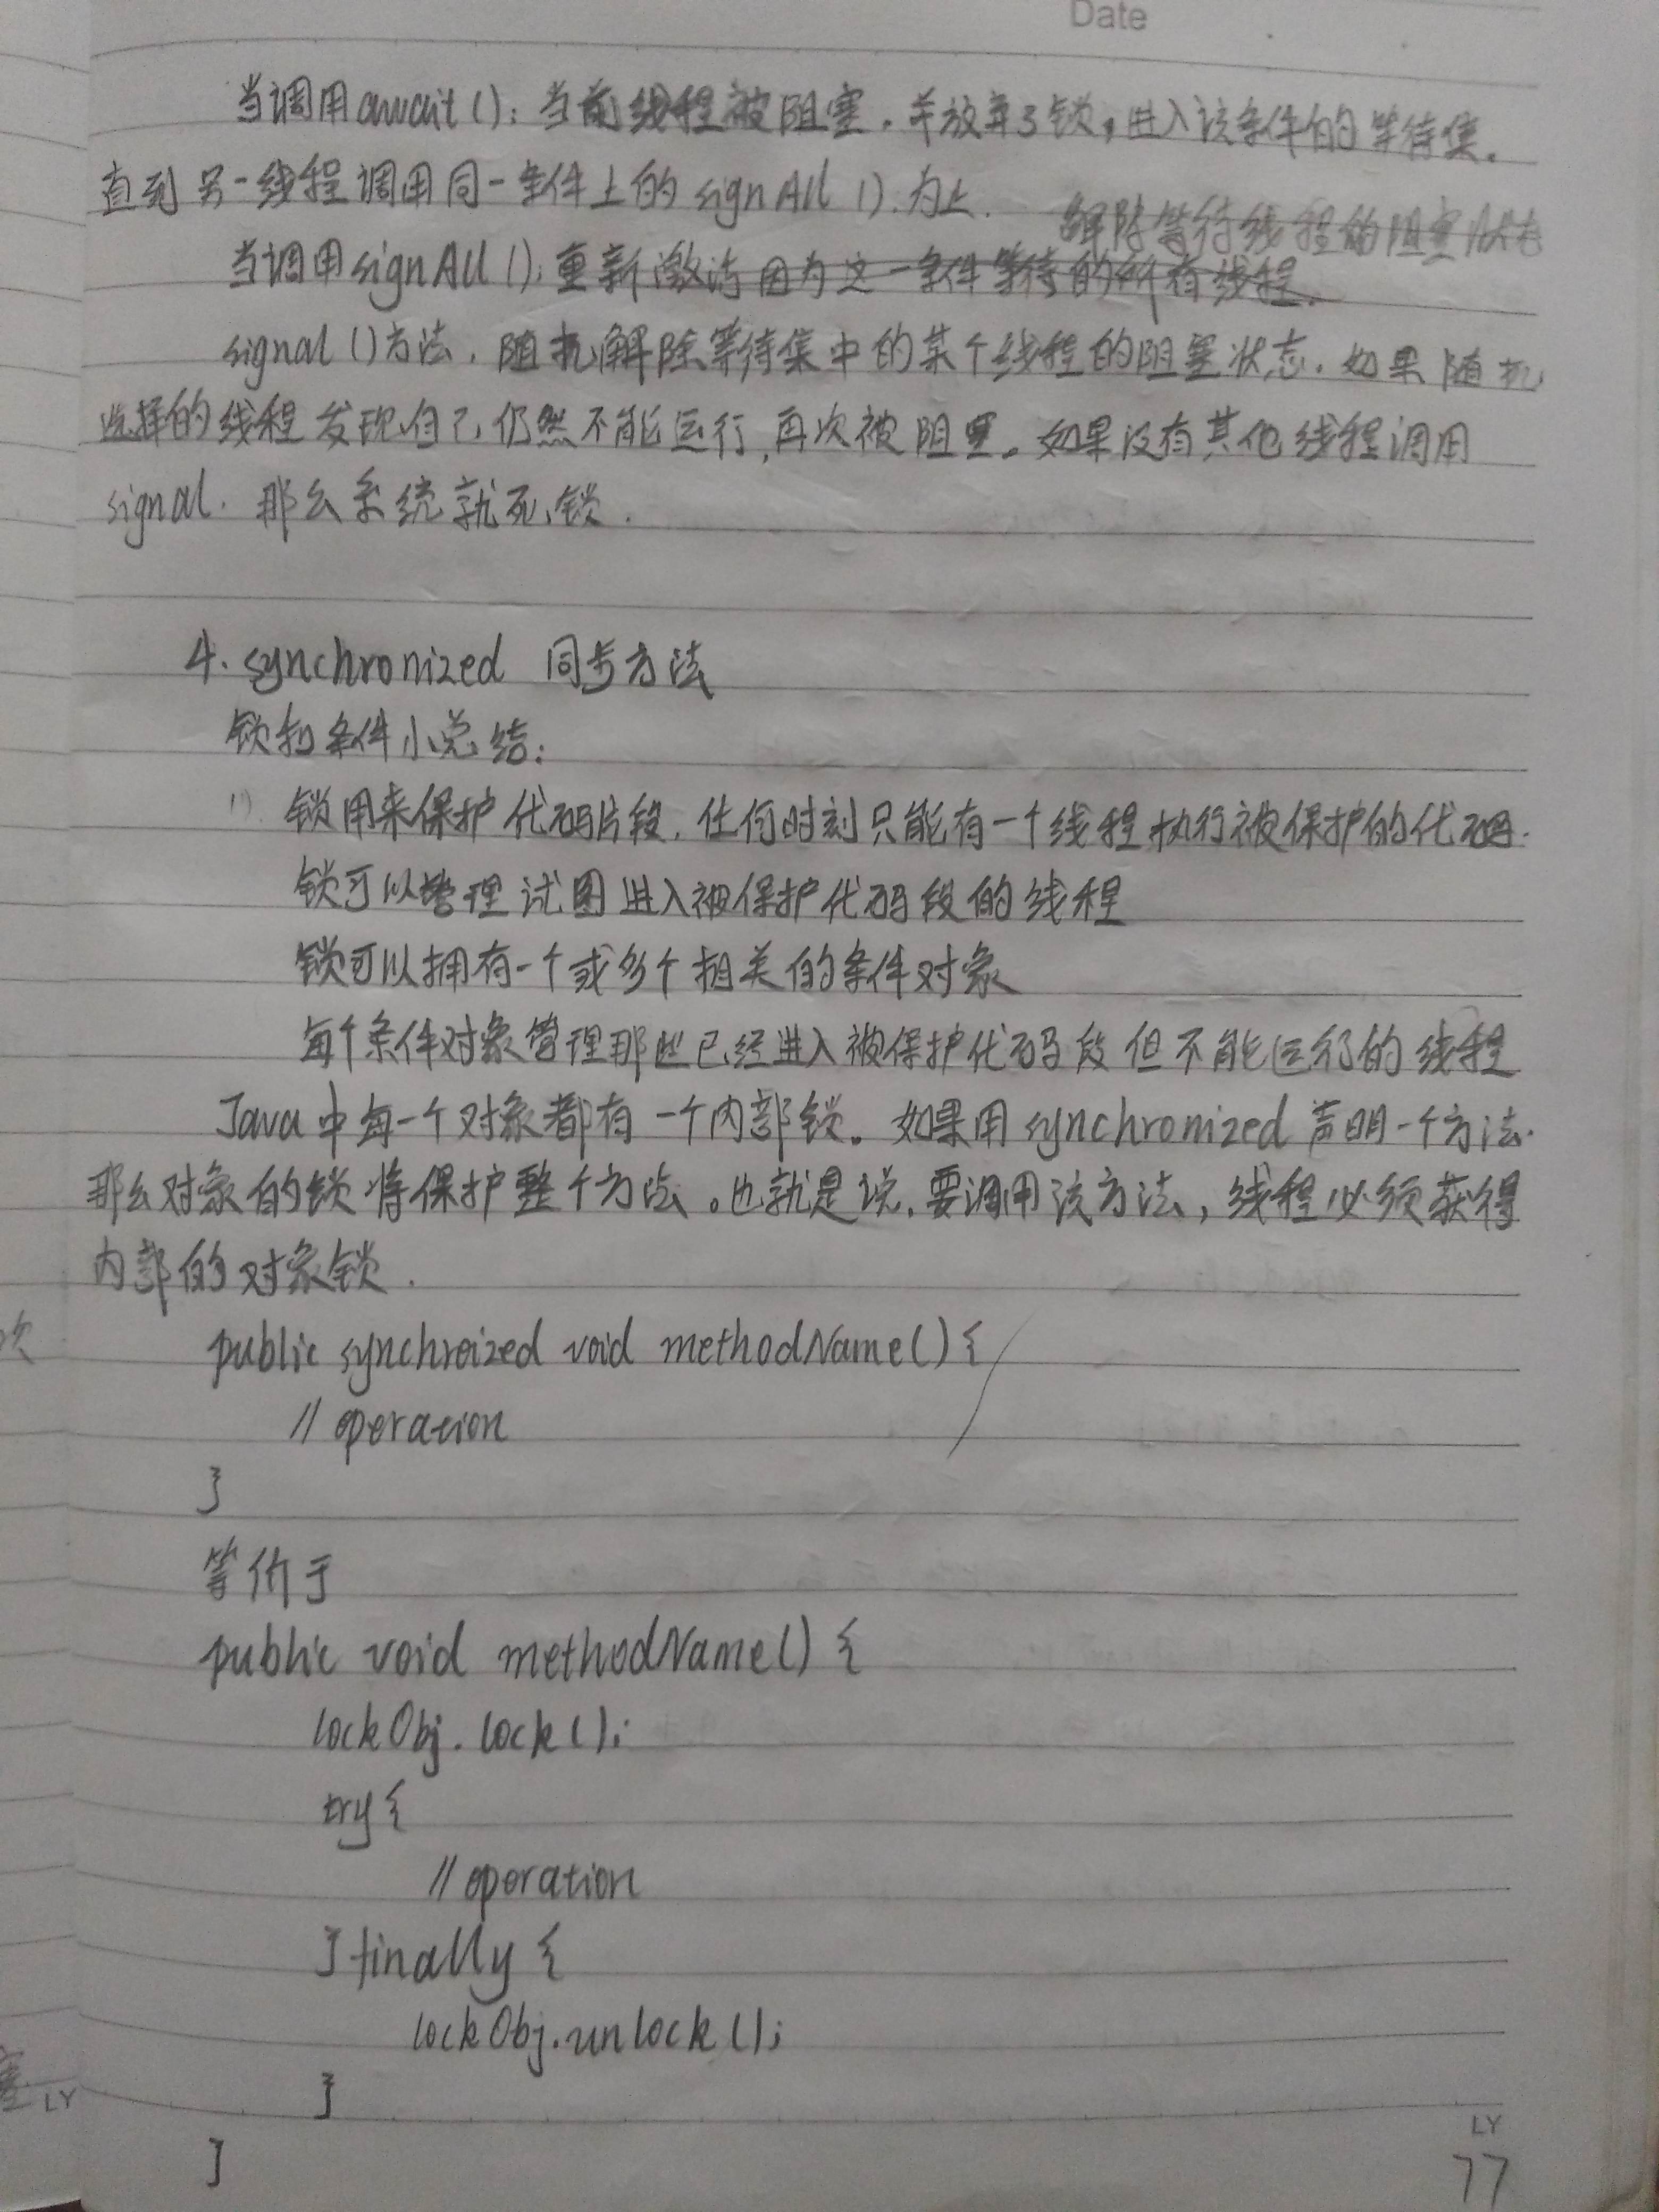 Date
当调用await(); 当前线程被阻塞，并放弃了锁，进入该条件的等待集。
直到另一线程调用同一条件上的 signAll (). 为止.
解除等待线程的阻塞状态
当调用signAll (); 重新激活因为这一条件等待的所有线程.
signal ()方法，随机解除等待集中的某个线程的阻塞状态. 如果随机
选择的线程发现自己仍然不能运行,再次被阻塞。如果没有其他线程调用
signal. 那么系统就死锁.
4. synchronized 同步方法
锁和条件小总结:
1) 锁用来保护代码片段. 任何时刻只能有一个线程执行被保护的代码.
锁可以管理试图进入被保护代码段的线程
锁可以拥有一个或多个相关的条件对象
每个条件对象管理那些已经进入被保护代码段但不能运行的线程
Java中每一个对象都有一个内部锁。如果用synchronized声明一个方法.
那么对象的锁将保护整个方法。也就是说,要调用该方法, 线程必须获得
内部的对象锁.
public synchroized void methodName() {
// operation
}
等价于
public void methodName() {
lockObj. lock();
try {
// operation
} finally {
lockObj.unlock();
}
}
次
塞
LY
LY
77